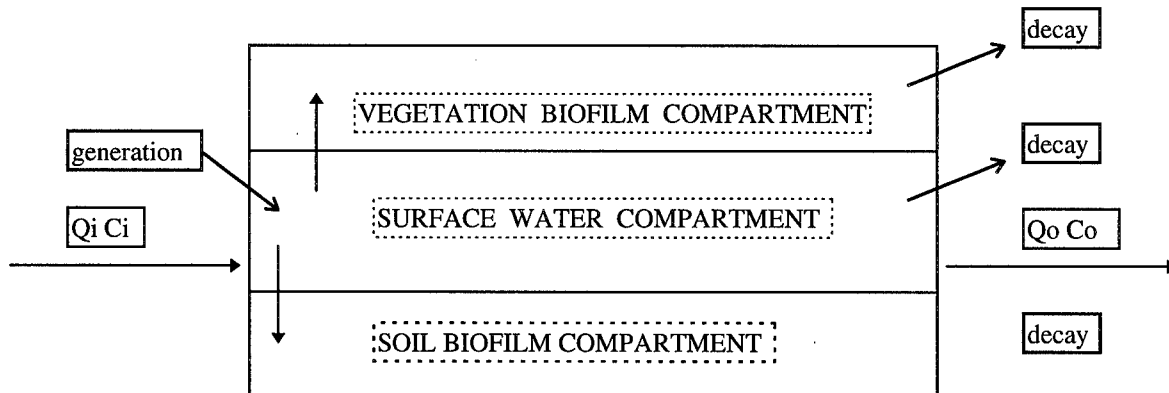 decay
VEGETATION BIOFILM COMPARTMENT
generation
decay
SURFACE WATER COMPARTMENT
Qi Ci
Qo Co
SOIL BIOFILM COMPARTMENT
decay